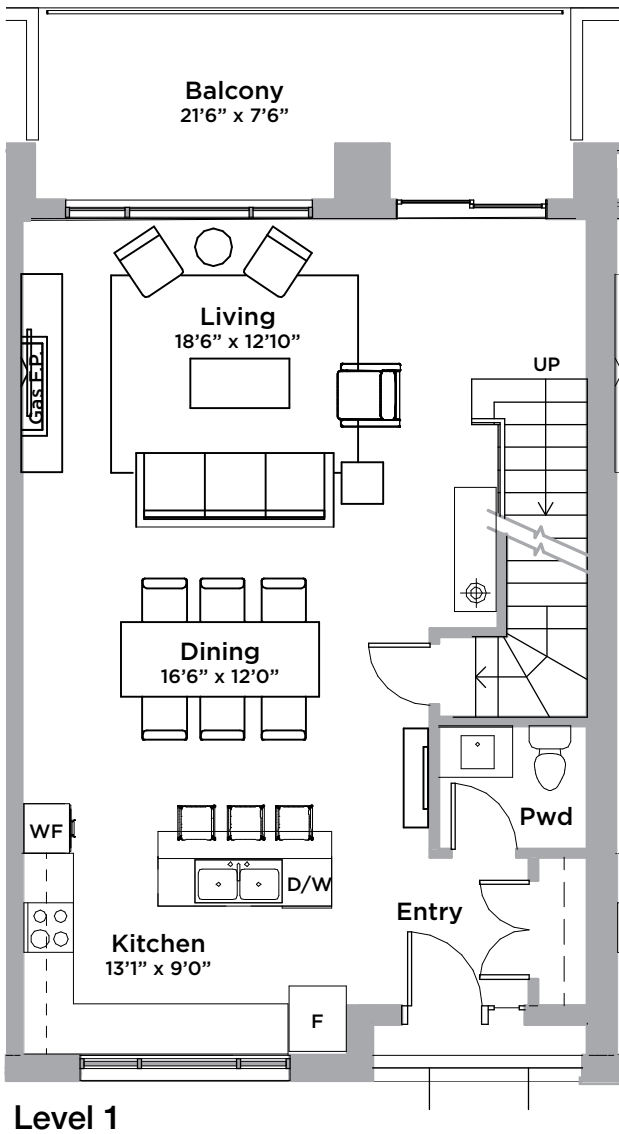 Balcony
21’6” x 7’6”
Living
18’6” x 12’10”
Gas F.P.
UP
Dining
16’6” x 12’0”
WF
Pwd
D/W
Entry
Kitchen
13’1” x 9’0”
F
Level 1